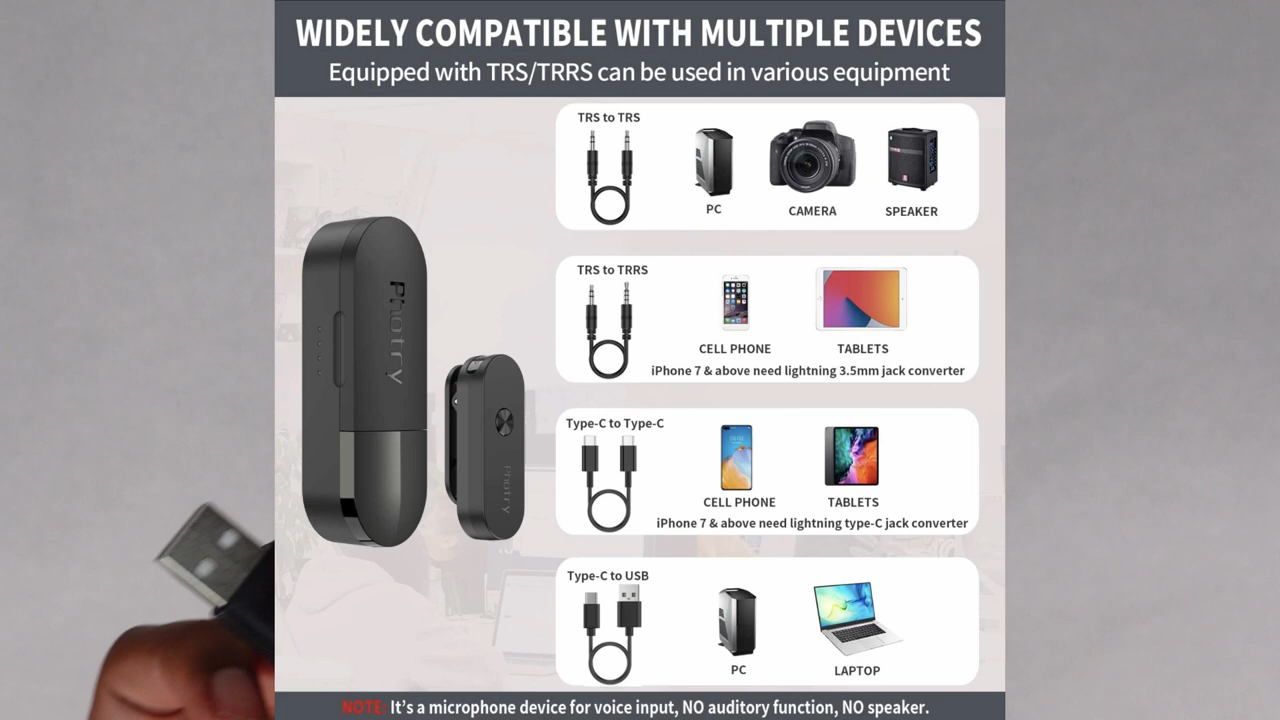 WIDELY COMPATIBLE WITH MULTIPLE DEVICES
Equipped with TRS/TRRS can be used in various equipment
TRS to TRS
PC
CAMERA
SPEAKER
TRS to TRRS
CELL PHONE
TABLETS
iPhone 7 & above need lightning 3.5mm jack converter
Photry
Photry
Type-C to Type-C
CELL PHONE
TABLETS
iPhone 7 & above need lightning type-C jack converter
Type-C to USB
PC
LAPTOP
NOTE: It's a microphone device for voice input, NO auditory function, NO speaker.